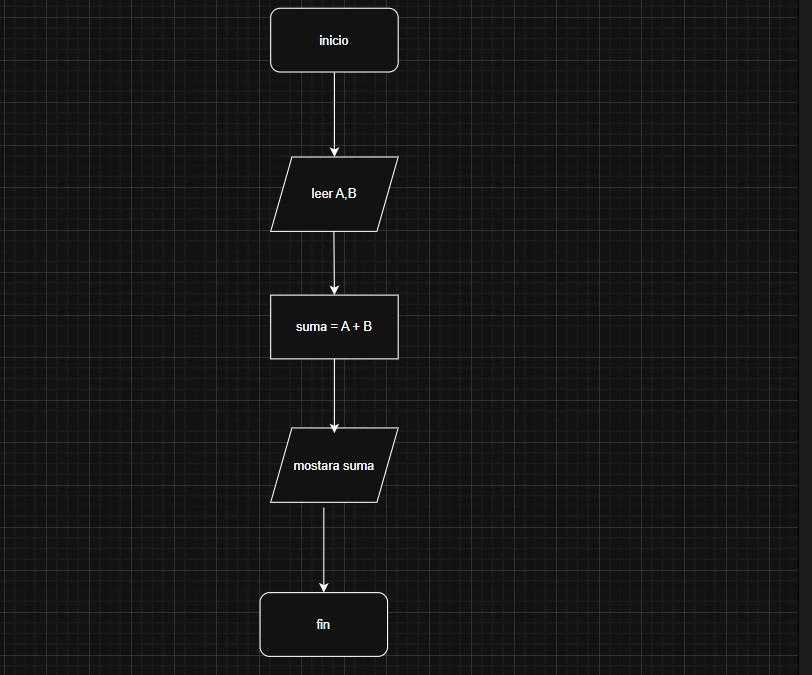 inicio
leer A,B
suma = A + B
mostara suma
fin